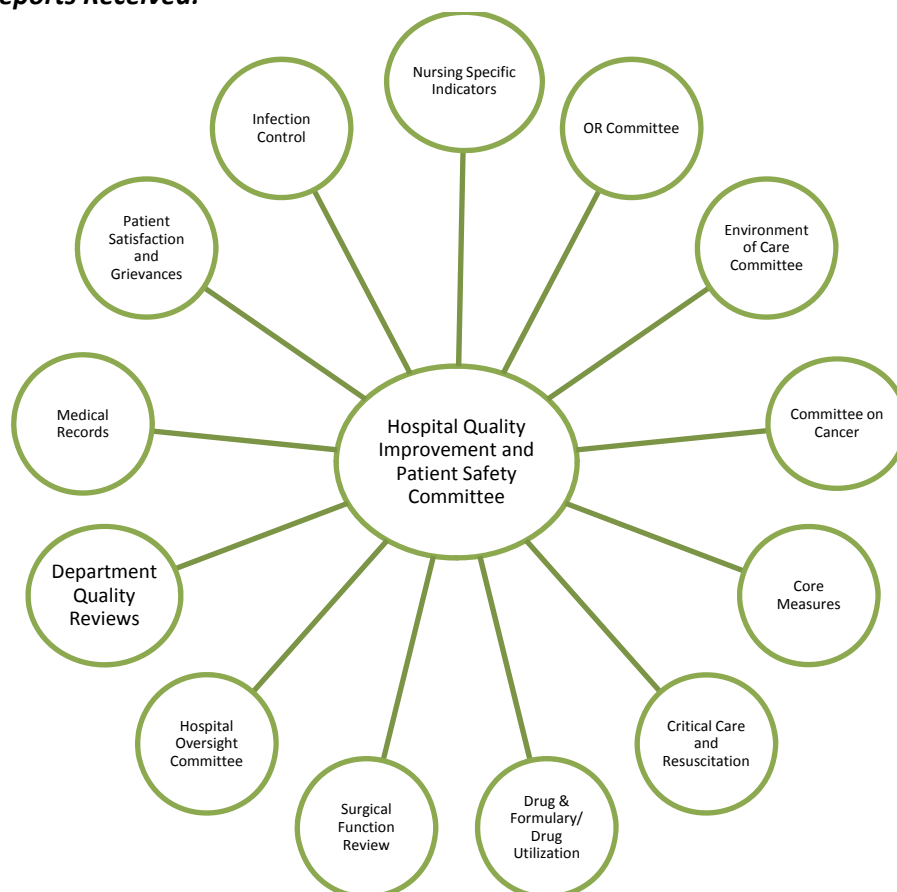 eports Received:
Nursing Specific
Indicators
OR Committee
Infection
Control
Environment
of Care
Committee
Patient
Satisfaction
and
Grievances
Committee on
Cancer
Medical
Records
Hospital Quality
Improvement and
Patient Safety
Committee
Core
Measures
Department
Quality
Reviews
Critical Care
and
Resuscitation
Hospital
Oversight
Committee
Drug &
Formulary/
Drug
Utilization
Surgical
Function
Review